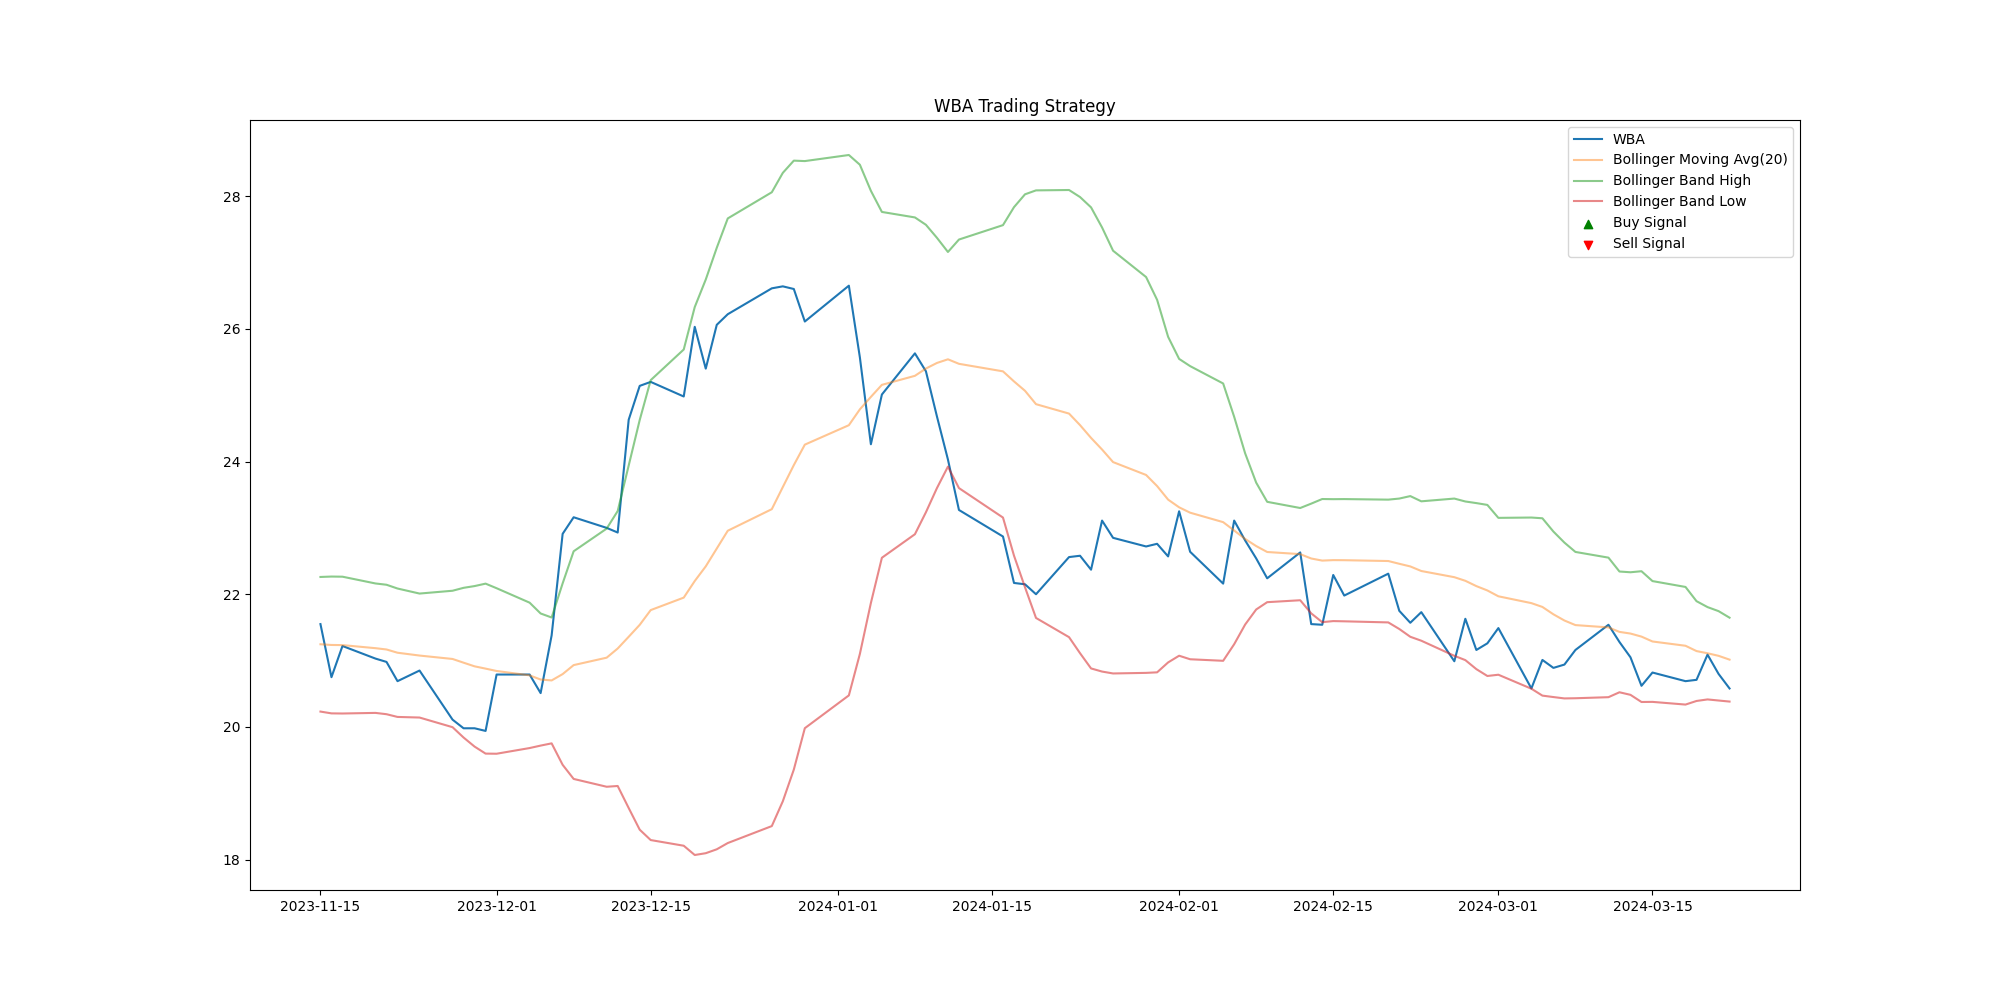 WBA Trading Strategy
WBA
Bollinger Moving Avg(20)
Bollinger Band High
Bollinger Band Low
Buy Signal
Sell Signal
28
26
24
22
20
18
2023-11-15 2023-12-01 2023-12-15 2024-01-01 2024-01-15 2024-02-01 2024-02-15 2024-03-01 2024-03-15